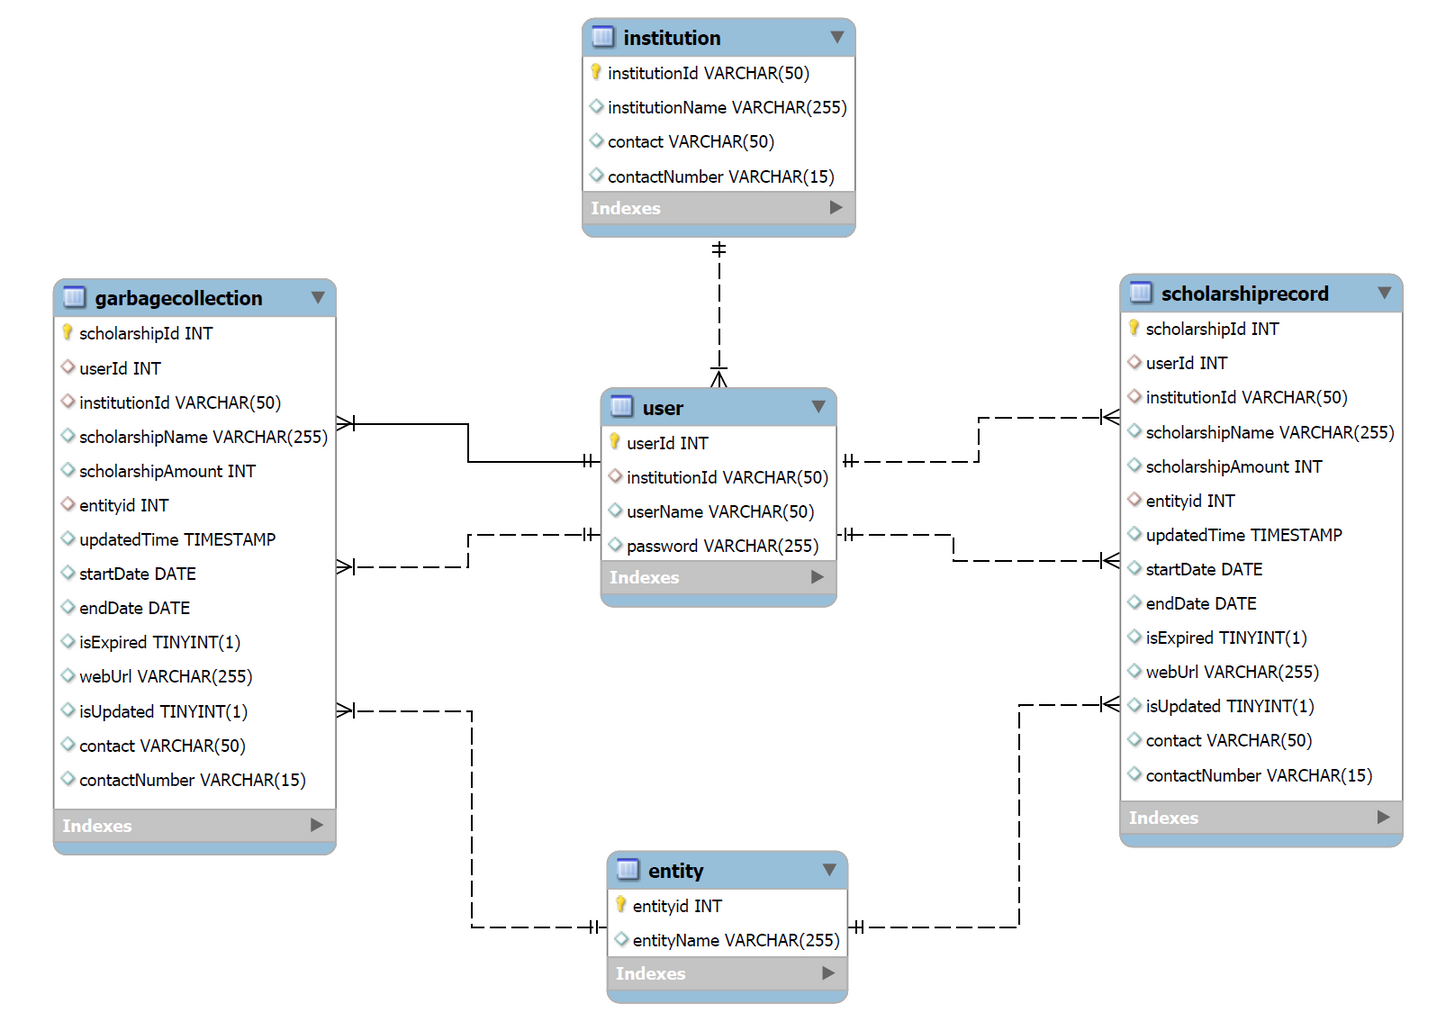 institution
institutionId VARCHAR(50)
institutionName VARCHAR(255)
contact VARCHAR(50)
contactNumber VARCHAR(15)
Indexes
garbagecollection
scholarshipId INT
userId INT
institutionId VARCHAR(50)
scholarshipName VARCHAR(255)
scholarshipAmount INT
entityid INT
updatedTime TIMESTAMP
startDate DATE
endDate DATE
isExpired TINYINT(1)
webUrl VARCHAR(255)
isUpdated TINYINT(1)
contact VARCHAR(50)
contactNumber VARCHAR(15)
Indexes
user
userId INT
institutionId VARCHAR(50)
userName VARCHAR(50)
password VARCHAR(255)
Indexes
scholarshiprecord
scholarshipId INT
userId INT
institutionId VARCHAR(50)
scholarshipName VARCHAR(255)
scholarshipAmount INT
entityid INT
updatedTime TIMESTAMP
startDate DATE
endDate DATE
isExpired TINYINT(1)
webUrl VARCHAR(255)
isUpdated TINYINT(1)
contact VARCHAR(50)
contactNumber VARCHAR(15)
Indexes
entity
entityid INT
entityName VARCHAR(255)
Indexes